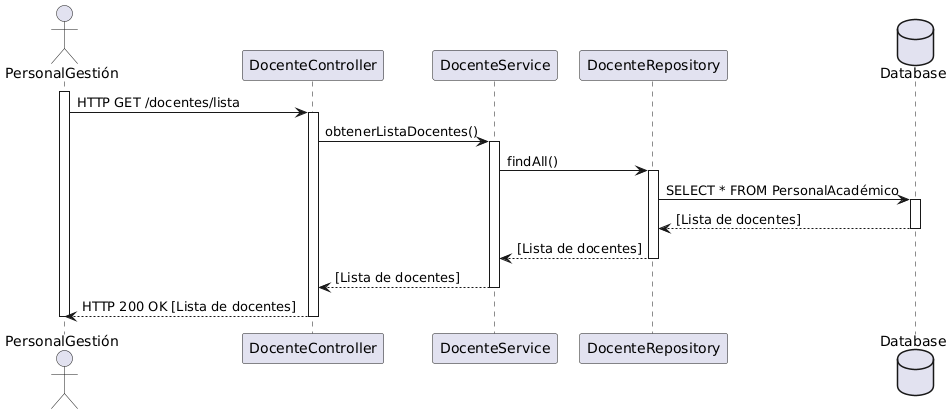 PersonalGestión
DocenteController
DocenteService
DocenteRepository
Database
HTTP GET /docentes/lista
obtenerListaDocentes()
findAll()
SELECT * FROM PersonalAcadémico
[Lista de docentes]
[Lista de docentes]
[Lista de docentes]
HTTP 200 OK [Lista de docentes]
PersonalGestión
DocenteController
DocenteService
DocenteRepository
Database